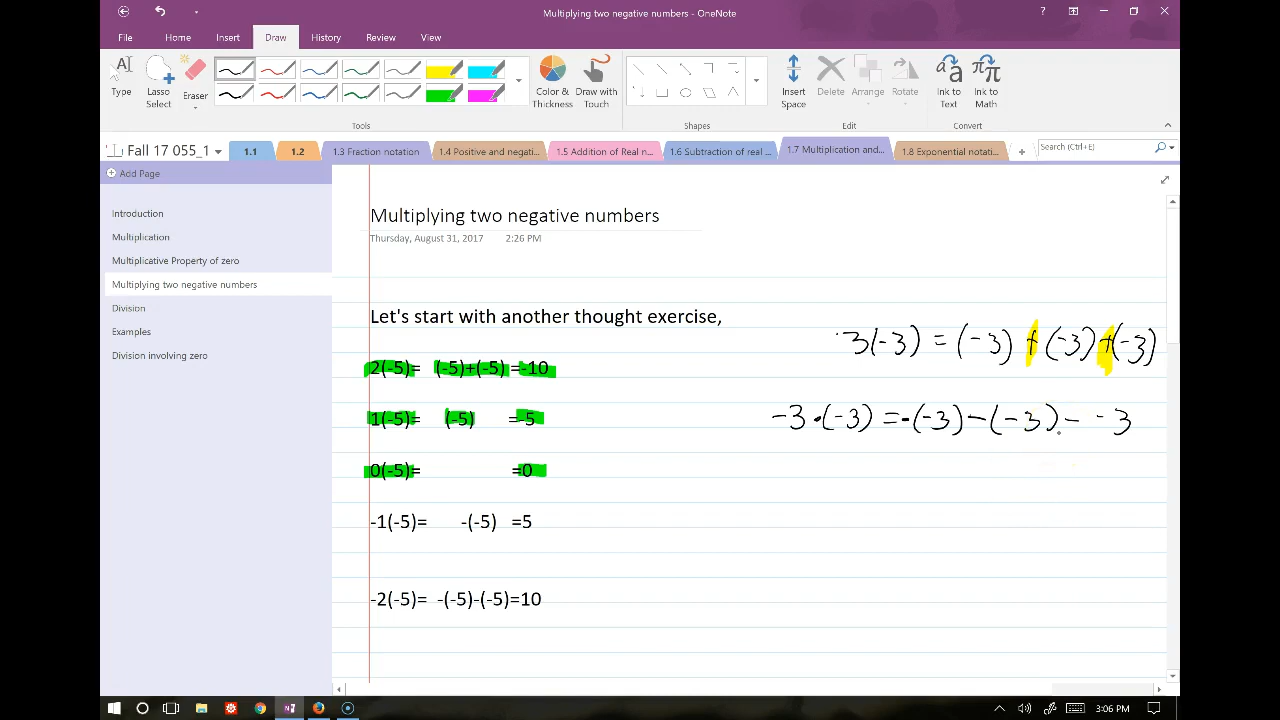 Multiplying two negative numbers - OneNote
File Home Insert Draw History Review View
Type Lasso Select Eraser Color & Thickness Draw with Touch Insert Space Delete Arrange Rotate Ink to Text Ink to Math
Tools Shapes Edit Convert
Fall 17 055_1 1.1 1.2 1.3 Fraction notation 1.4 Positive and negati... 1.5 Addition of Real n... 1.6 Subtraction of real ... 1.7 Multiplication and... 1.8 Exponential notati... Search (Ctrl+E)
Add Page
Introduction
Multiplication
Multiplicative Property of zero
Multiplying two negative numbers
Division
Examples
Division involving zero
Multiplying two negative numbers
Thursday, August 31, 2017 2:26 PM
Let's start with another thought exercise,
2(-5)= (-5)+(-5) =-10
1(-5)= (-5) =-5
0(-5)= =0
-1(-5)= -(-5) =5
-2(-5)= -(-5)-(-5)=10
·3(-3) = (-3) + (-3) + (-3)
-3·(-3) = -(-3) - (-3) - -3
3:06 PM